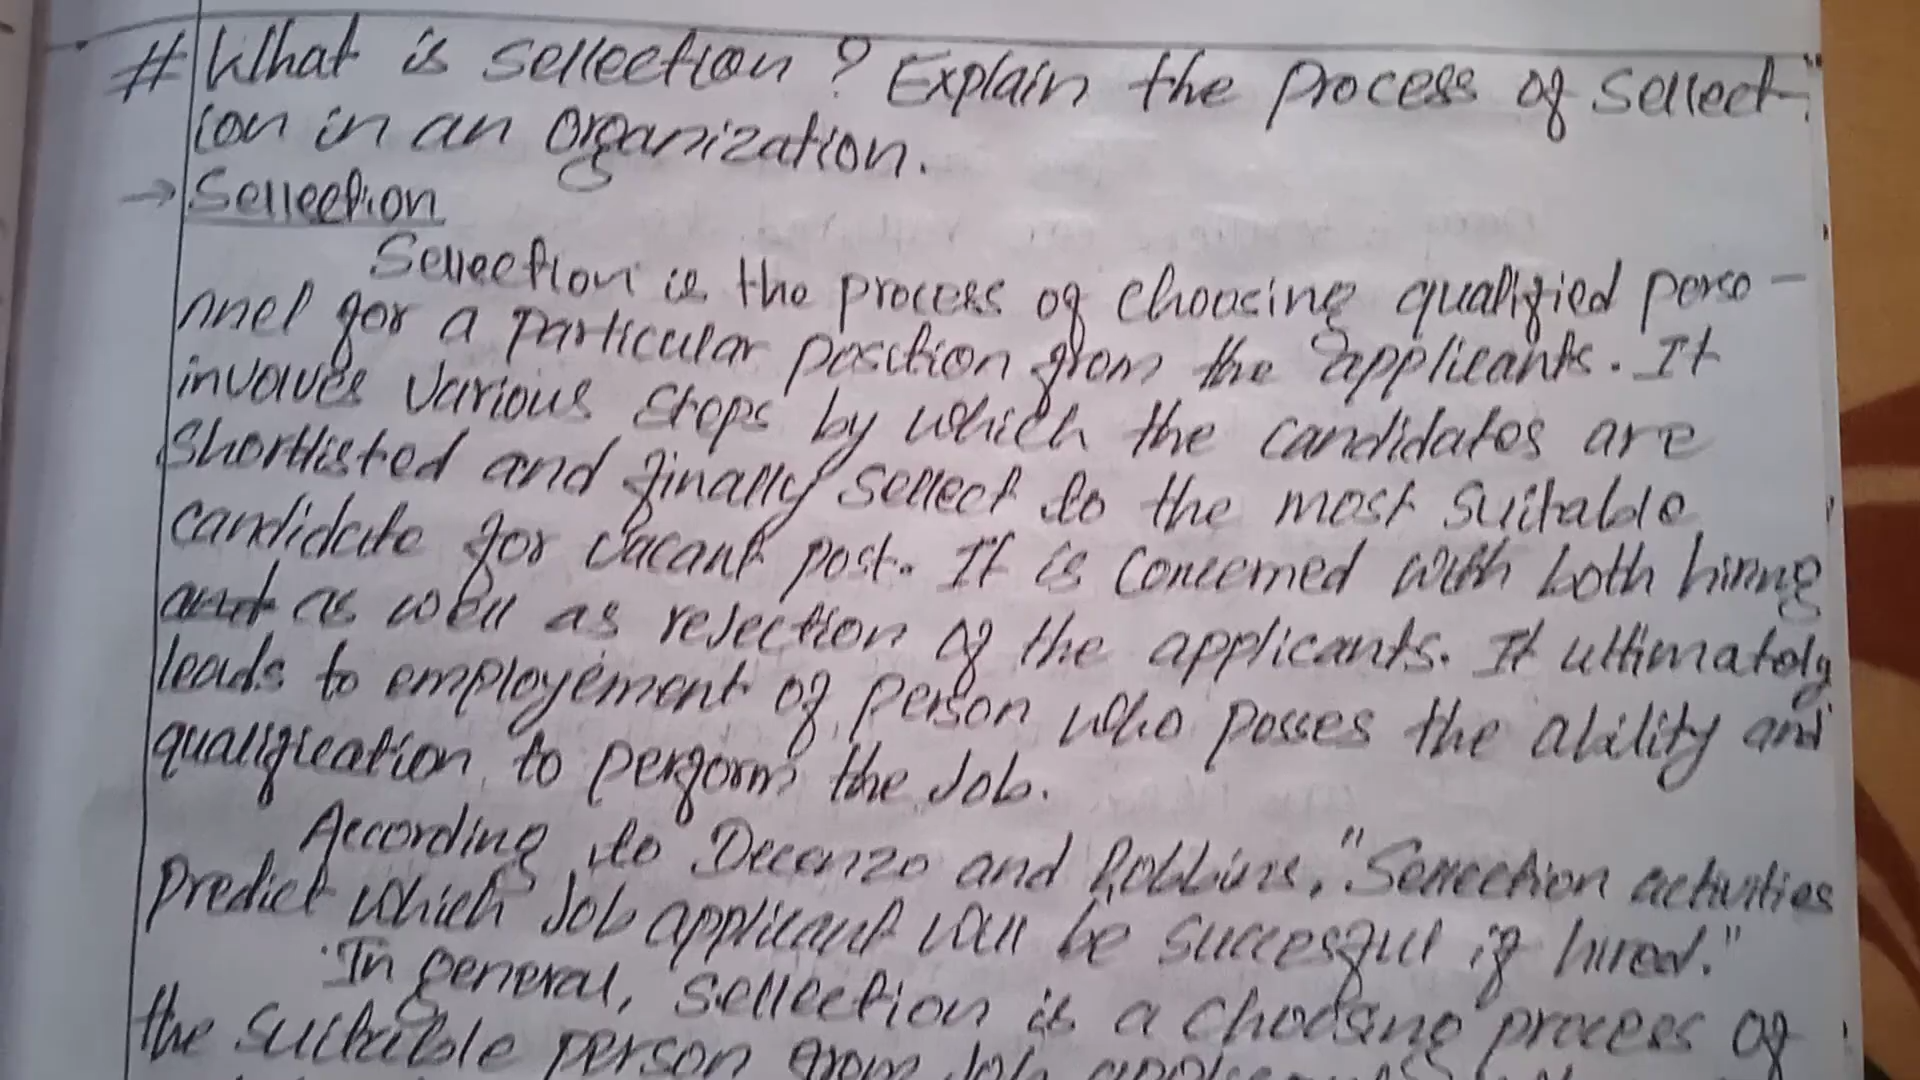 # What is sellection ? Explain the process of sellect-
ion in an organization.
→ Sellection
Sellection is the process of choosing qualified perso-
nnel for a particular position from the applicants. It
involves various steps by which the candidates are
shortlisted and finally sellect to the most suitable
candidate for vacant post. It is concerned with both hiring
as well as rejection of the applicants. It ultimately
leads to employement of person who posses the ability and
qualification to perform the Job.
According to Decenzo and Robbins, "Sellection activities
predict which Job applicant will be succesful if hired."
In general, sellection is a choosing process of
the suitable person from Job